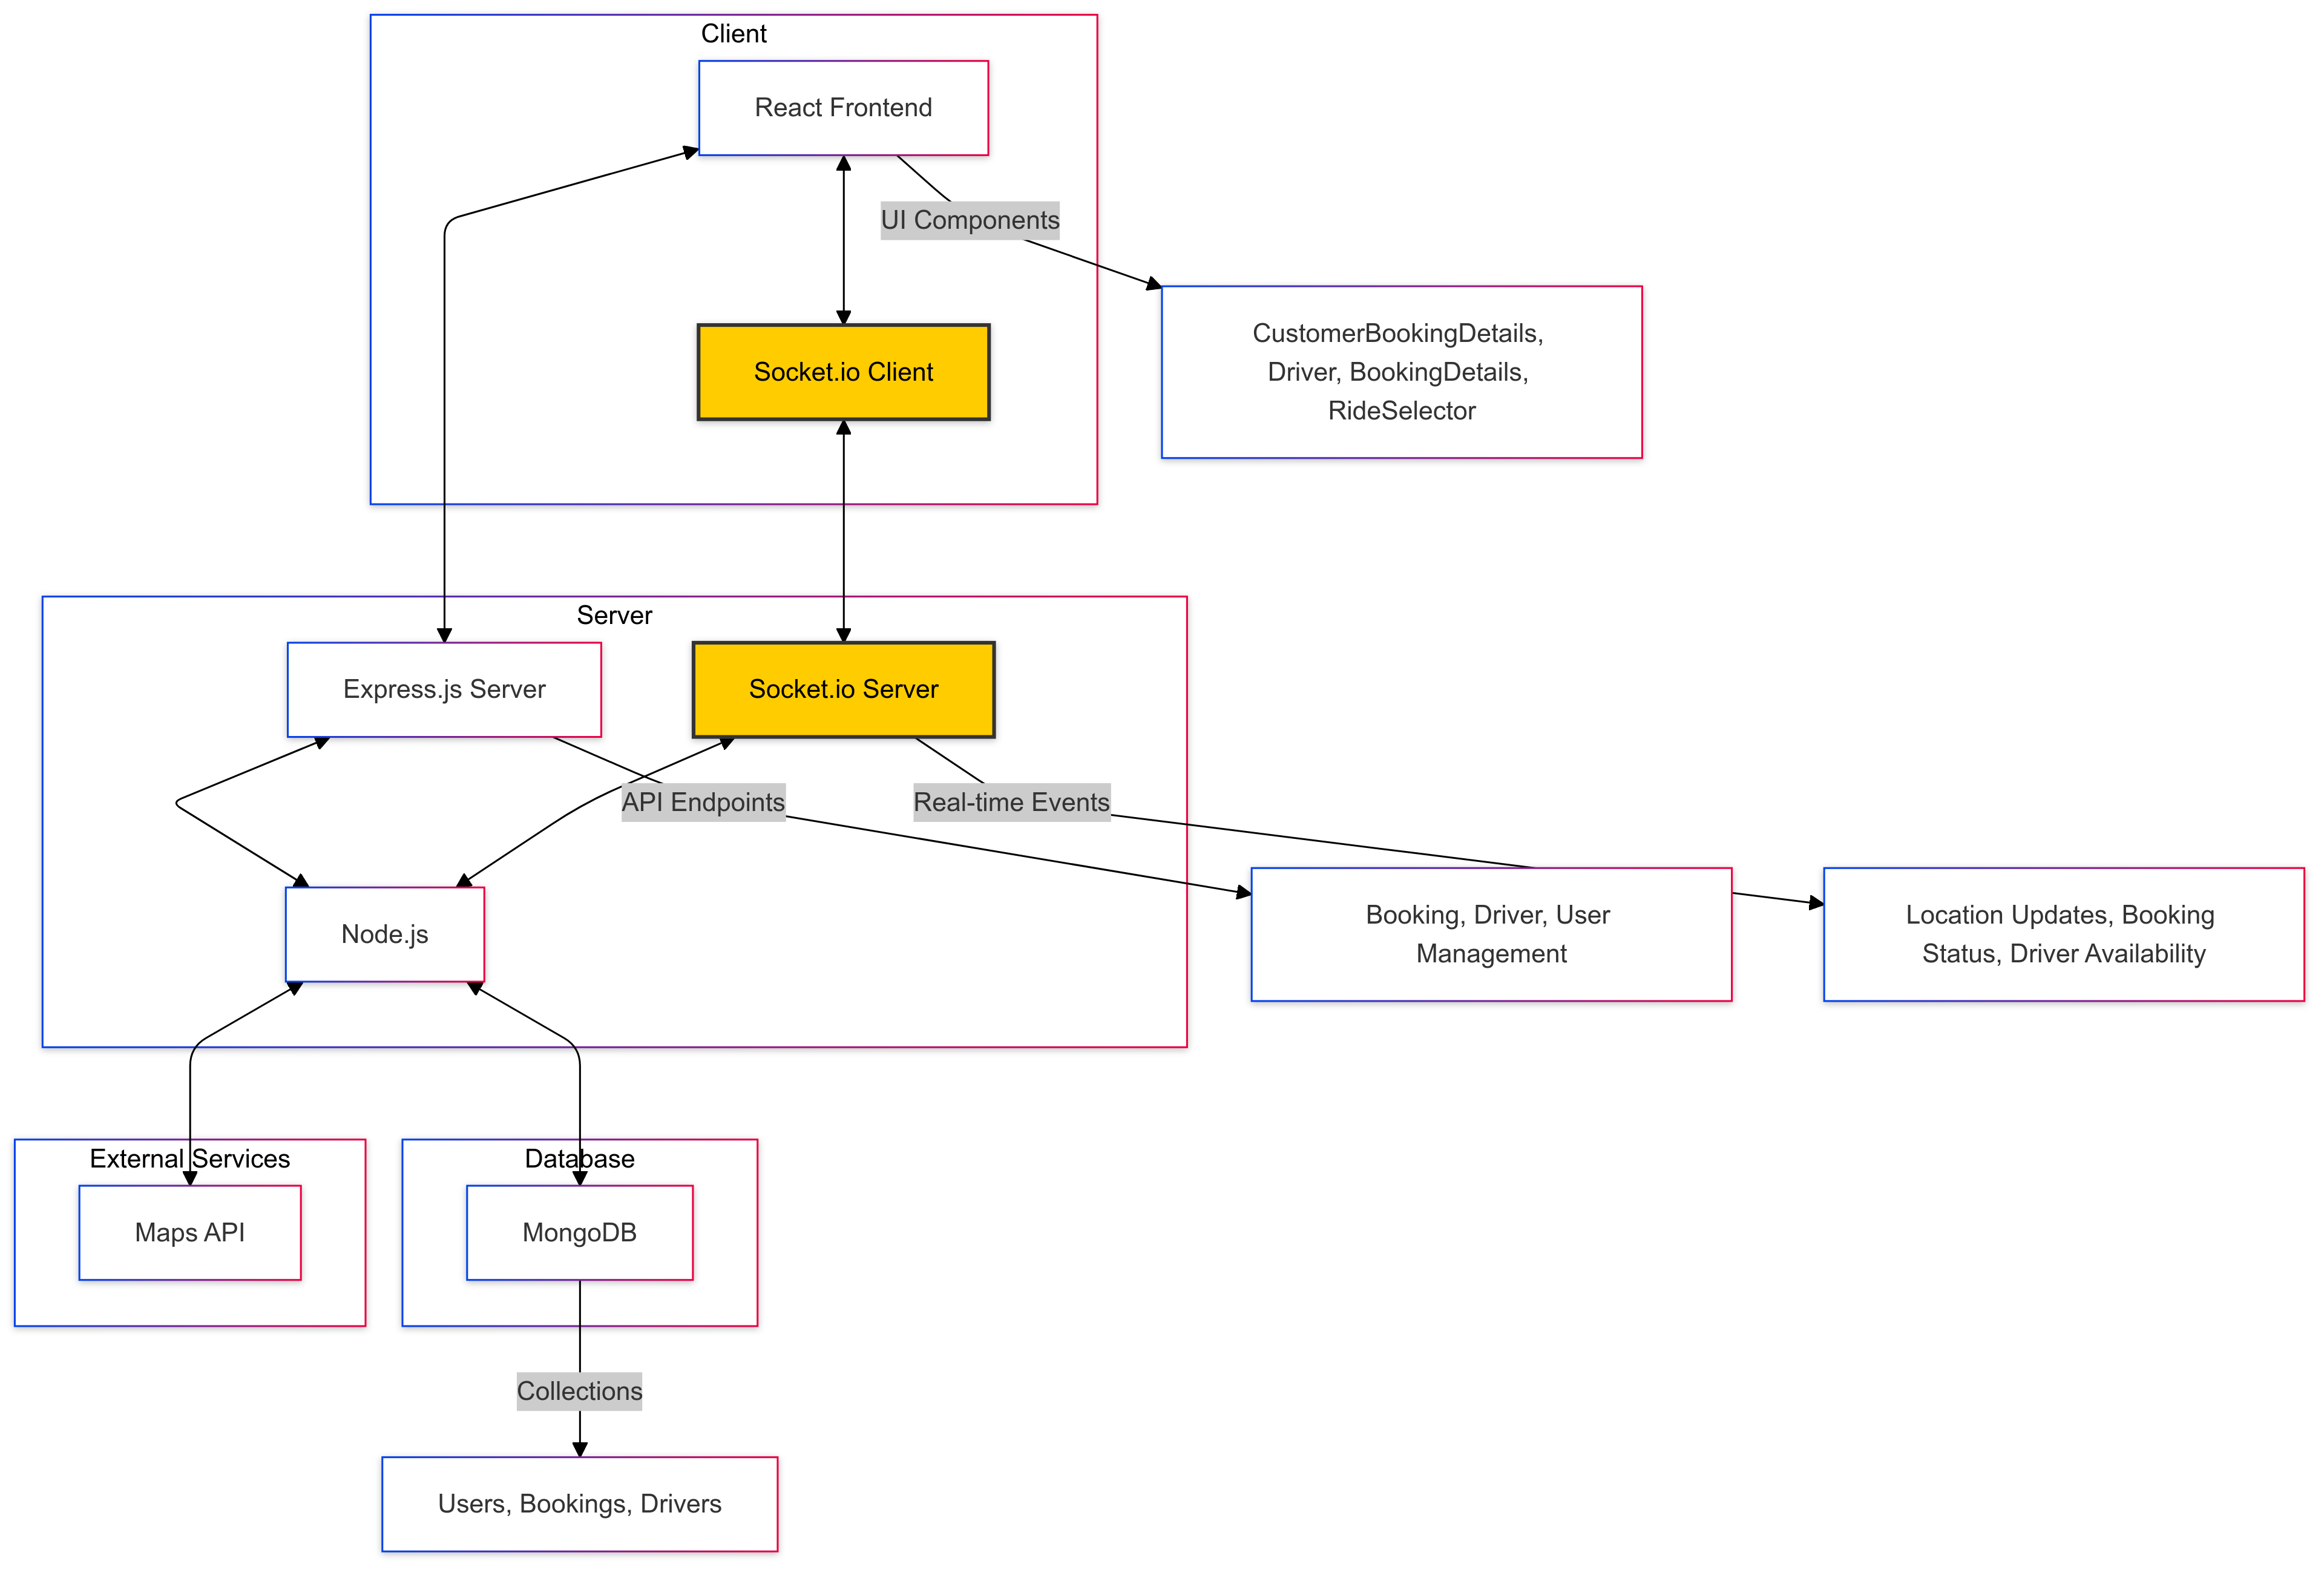 Client
React Frontend
UI Components
CustomerBookingDetails,
Driver, BookingDetails,
RideSelector
Socket.io Client
Server
Express.js Server
Socket.io Server
API Endpoints
Real-time Events
Node.js
Booking, Driver, User
Management
Location Updates, Booking
Status, Driver Availability
External Services
Maps API
Database
MongoDB
Collections
Users, Bookings, Drivers